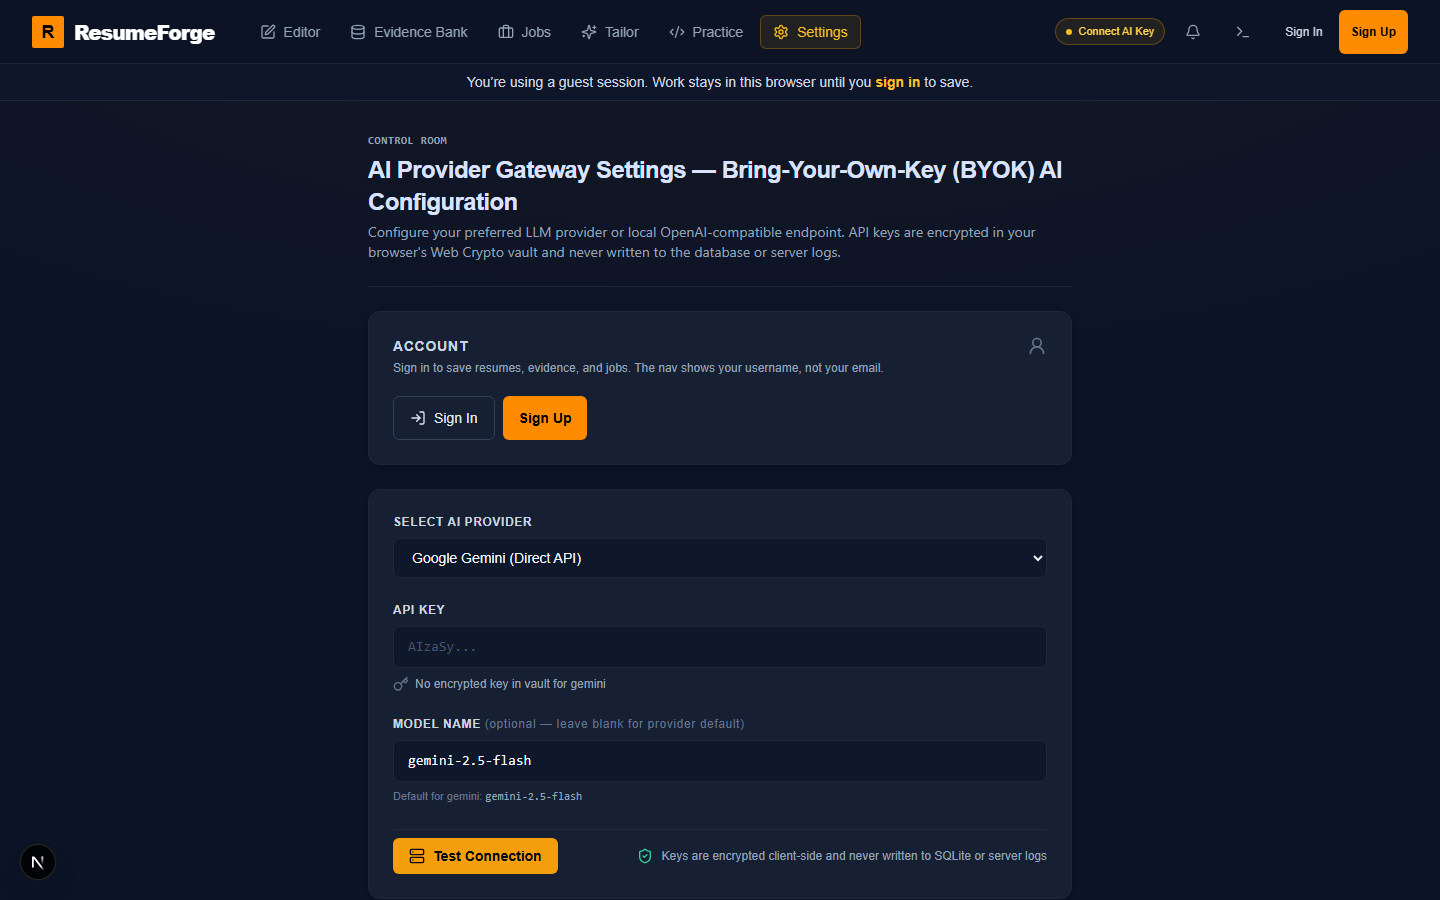 R ResumeForge Editor Evidence Bank Jobs Tailor Practice Settings Connect AI Key Sign In Sign Up
You're using a guest session. Work stays in this browser until you sign in to save.
CONTROL ROOM
AI Provider Gateway Settings — Bring-Your-Own-Key (BYOK) AI
Configuration
Configure your preferred LLM provider or local OpenAI-compatible endpoint. API keys are encrypted in your
browser's Web Crypto vault and never written to the database or server logs.
ACCOUNT
Sign in to save resumes, evidence, and jobs. The nav shows your username, not your email.
Sign In Sign Up
SELECT AI PROVIDER
Google Gemini (Direct API)
API KEY
AIzaSy...
No encrypted key in vault for gemini
MODEL NAME (optional — leave blank for provider default)
gemini-2.5-flash
Default for gemini: gemini-2.5-flash
Test Connection Keys are encrypted client-side and never written to SQLite or server logs
N